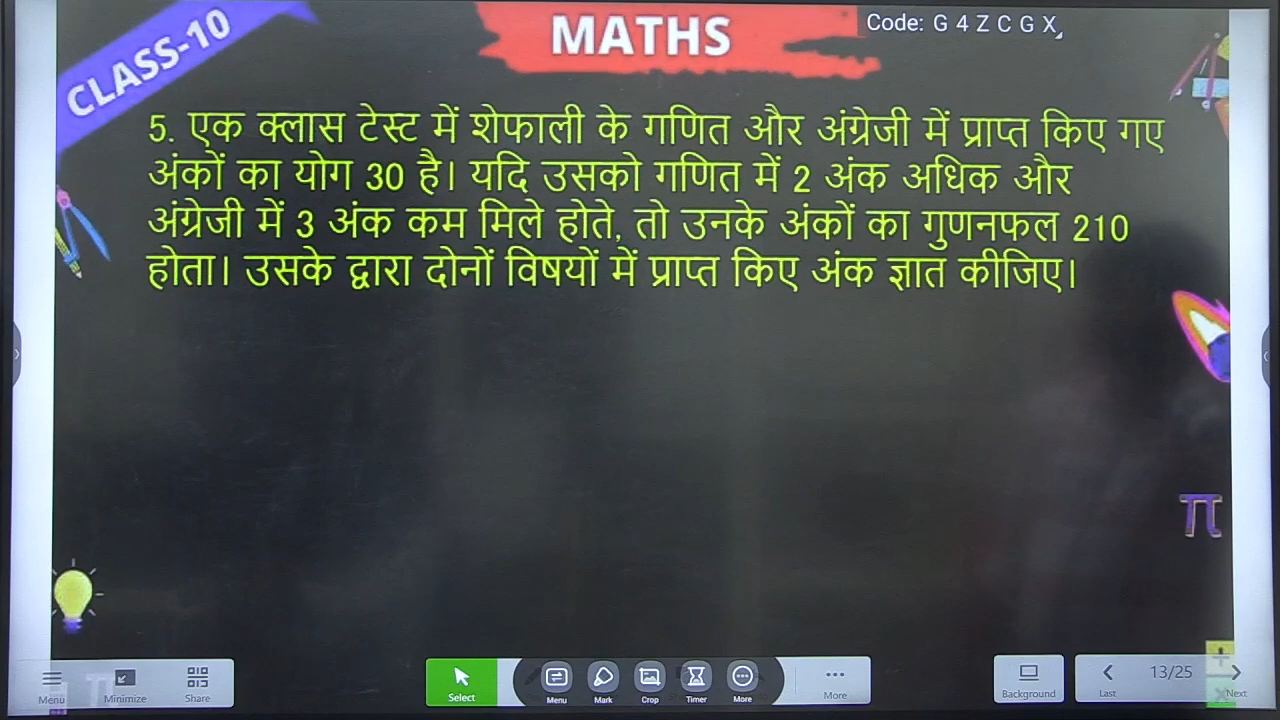 CLASS-10
MATHS
Code: G 4 Z C G X
5. एक क्लास टेस्ट में शेफाली के गणित और अंग्रेजी में प्राप्त किए गए
अंकों का योग 30 है। यदि उसको गणित में 2 अंक अधिक और
अंग्रेजी में 3 अंक कम मिले होते, तो उनके अंकों का गुणनफल 210
होता। उसके द्वारा दोनों विषयों में प्राप्त किए अंक ज्ञात कीजिए।
π
Menu
Minimize
Share
Select
Menu
Mark
Crop
Timer
More
More
Background
Last
13/25
Next